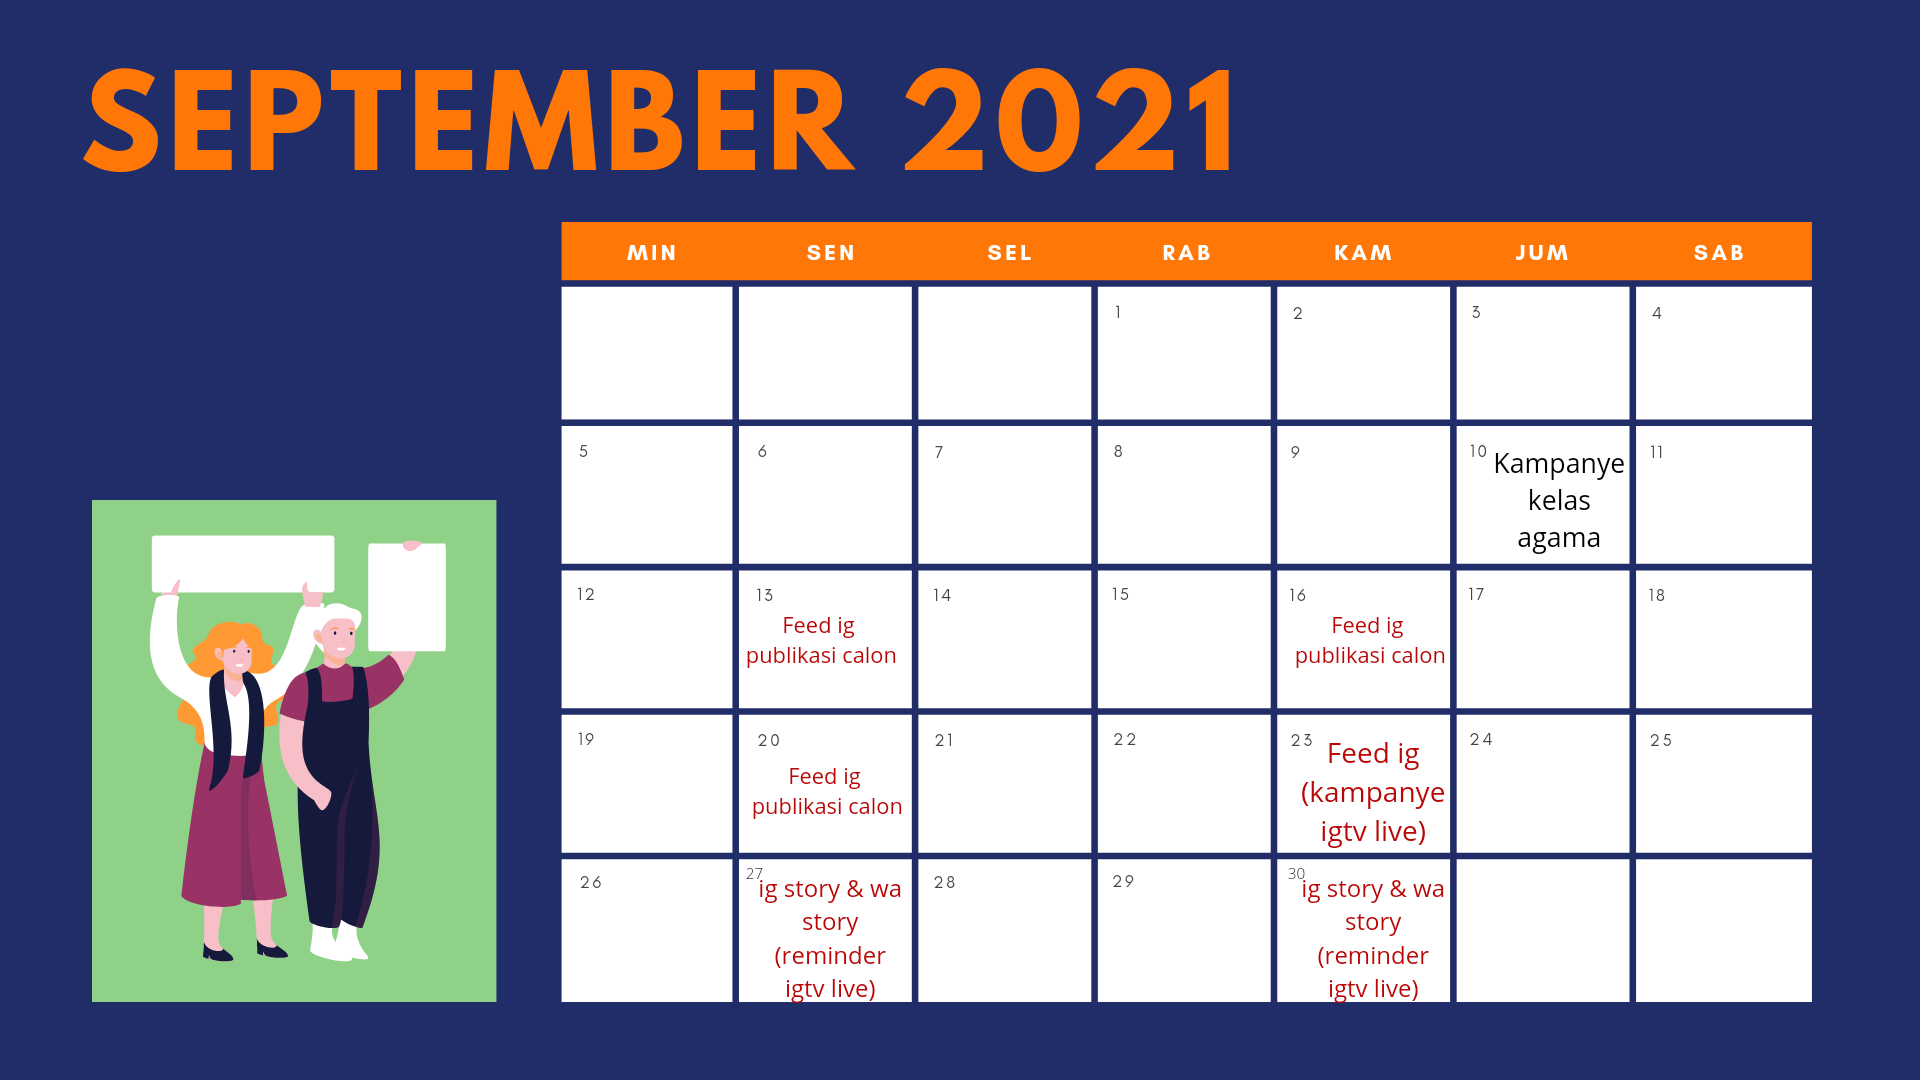 SEPTEMBER 2021
MIN SEN SEL RAB KAM JUM SAB
1 2 3 4
5 6 7 8 9 10 11
Kampanye
kelas
agama
12 13 14 15 16 17 18
Feed ig
publikasi calon
Feed ig
publikasi calon
19 20 21 22 23 24 25
Feed ig
publikasi calon
Feed ig
(kampanye
igtv live)
26 27 28 29 30
ig story & wa
story
(reminder
igtv live)
ig story & wa
story
(reminder
igtv live)